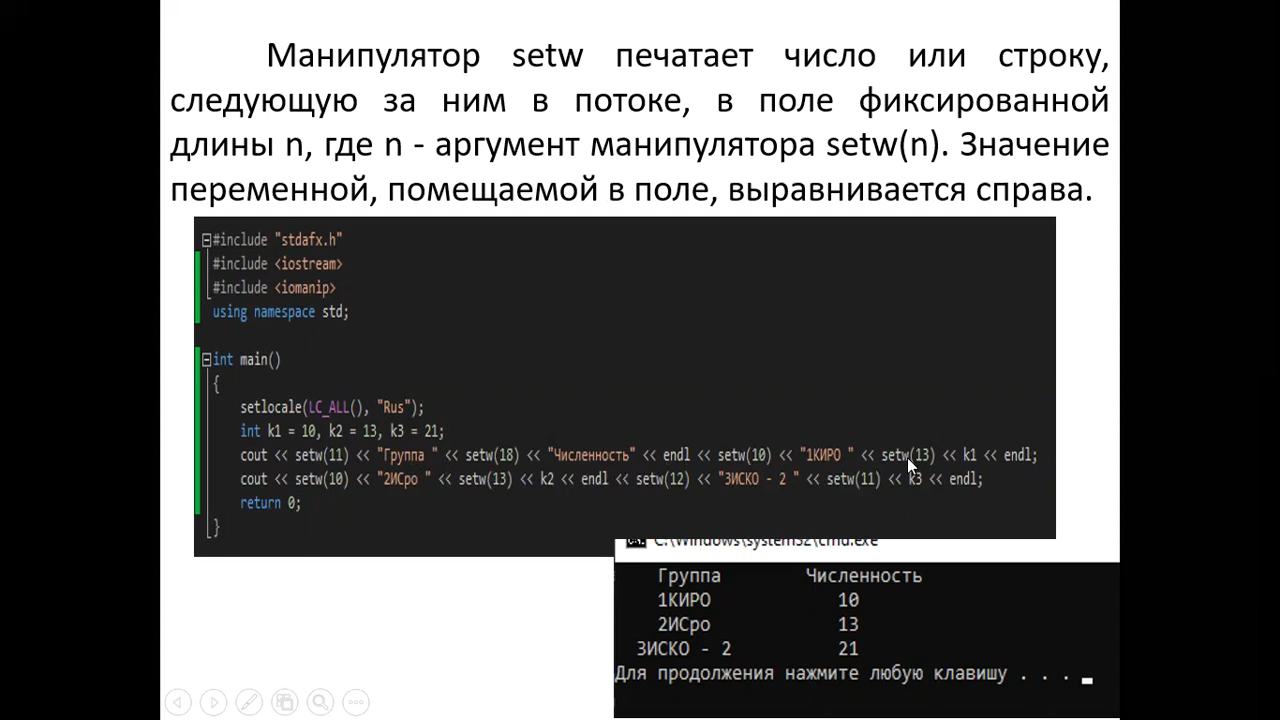 Манипулятор setw печатает число или строку,
следующую за ним в потоке, в поле фиксированной
длины n, где n - аргумент манипулятора setw(n). Значение
переменной, помещаемой в поле, выравнивается справа.
#include "stdafx.h"
#include <iostream>
#include <iomanip>
using namespace std;
int main()
{
setlocale(LC_ALL(), "Rus");
int k1 = 10, k2 = 13, k3 = 21;
cout << setw(11) << "Группа " << setw(18) << "Численность" << endl << setw(10) << "1КИРО " << setw(13) << k1 << endl;
cout << setw(10) << "2ИСро " << setw(13) << k2 << endl << setw(12) << "3ИСКО - 2 " << setw(11) << k3 << endl;
return 0;
}
C:\Windows\system32\cmd.exe
Группа Численность
1КИРО 10
2ИСро 13
3ИСКО - 2 21
Для продолжения нажмите любую клавишу . . .